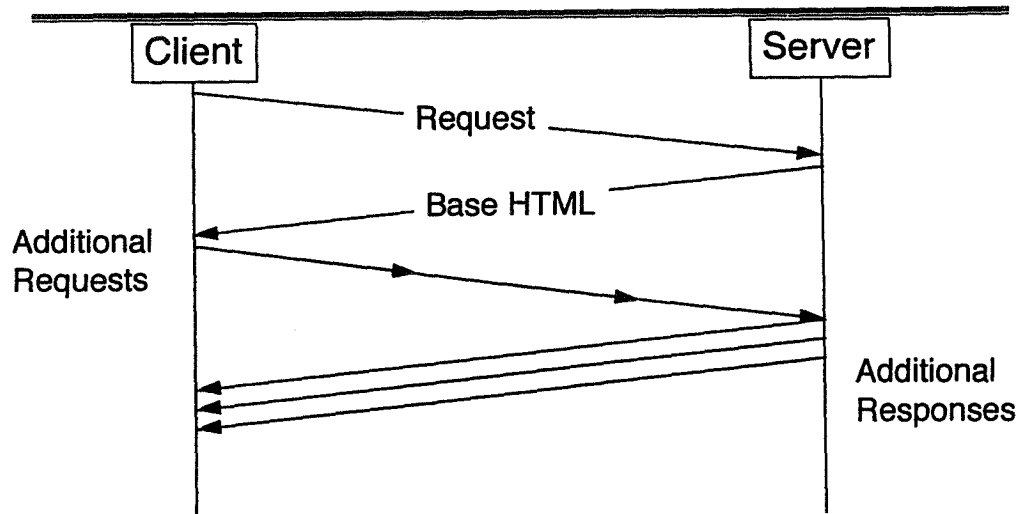 Client
Server
Request
Base HTML
Additional
Requests
Additional
Responses